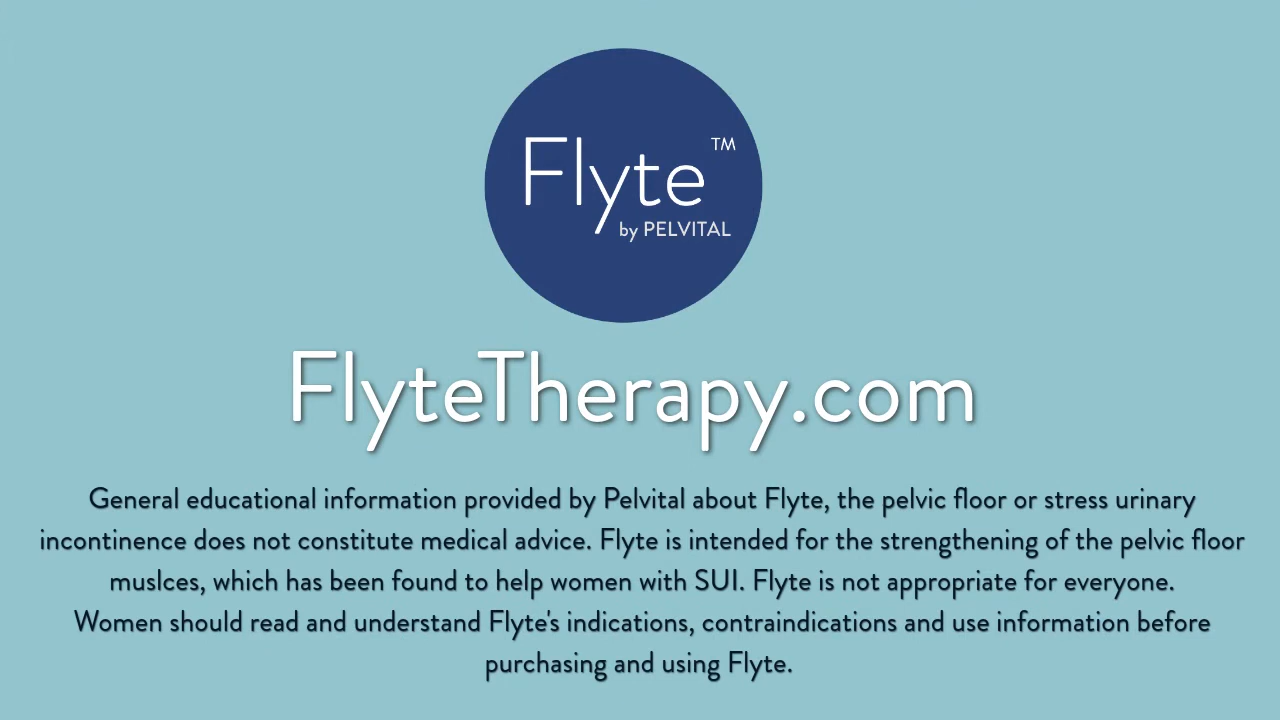 Flyte™
by PELVITAL
FlyteTherapy.com
General educational information provided by Pelvital about Flyte, the pelvic floor or stress urinary
incontinence does not constitute medical advice. Flyte is intended for the strengthening of the pelvic floor
muslces, which has been found to help women with SUI. Flyte is not appropriate for everyone.
Women should read and understand Flyte's indications, contraindications and use information before
purchasing and using Flyte.